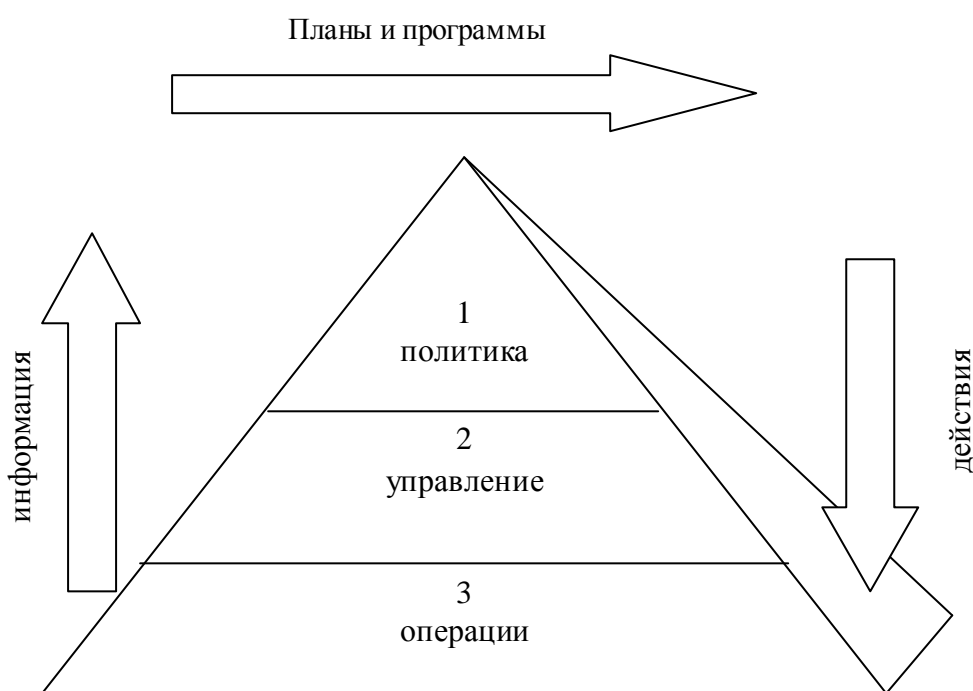 Планы и программы
информация
1
политика
2
управление
3
операции
действия